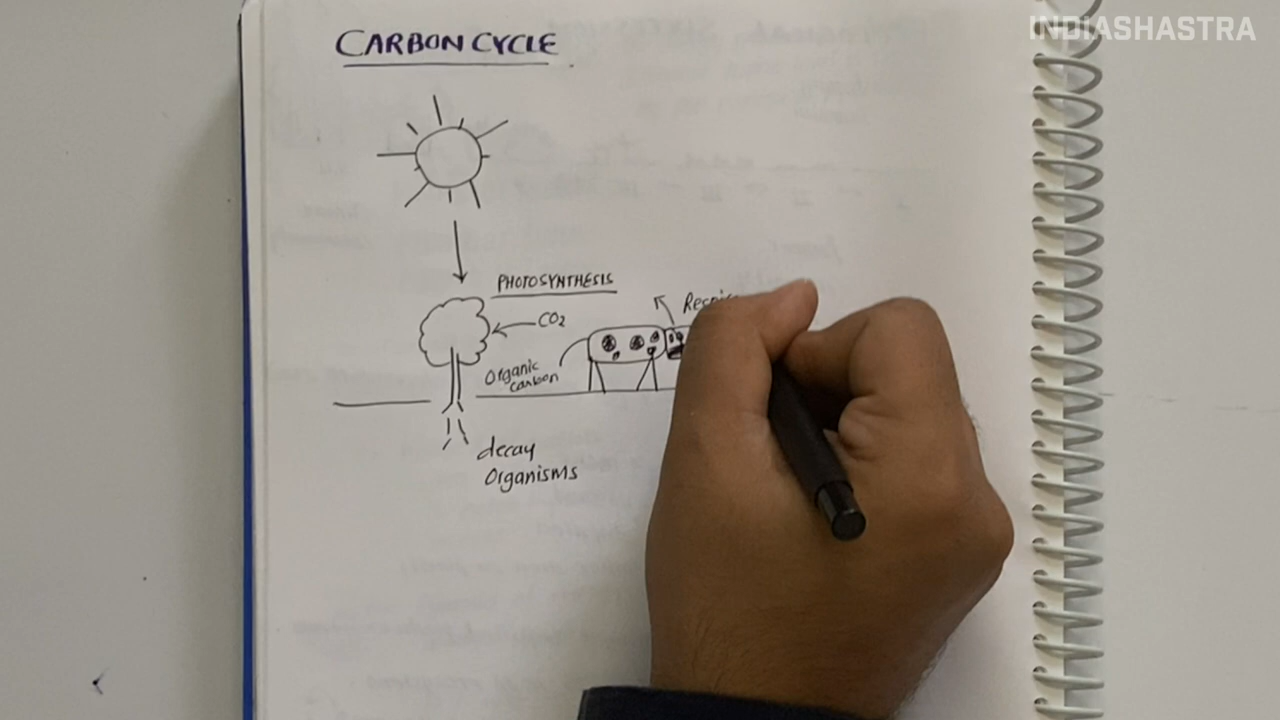 INDIASHASTRA
CARBON CYCLE
PHOTOSYNTHESIS
CO₂
Organic
carbon
decay
Organisms